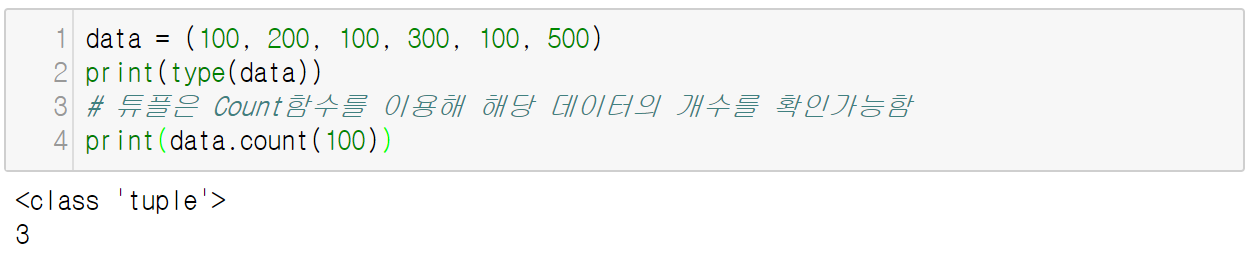 1 data = (100, 200, 100, 300, 100, 500)
2 print(type(data))
3 # 튜플은 Count함수를 이용해 해당 데이터의 개수를 확인가능함
4 print(data.count(100))
<class 'tuple'>
3